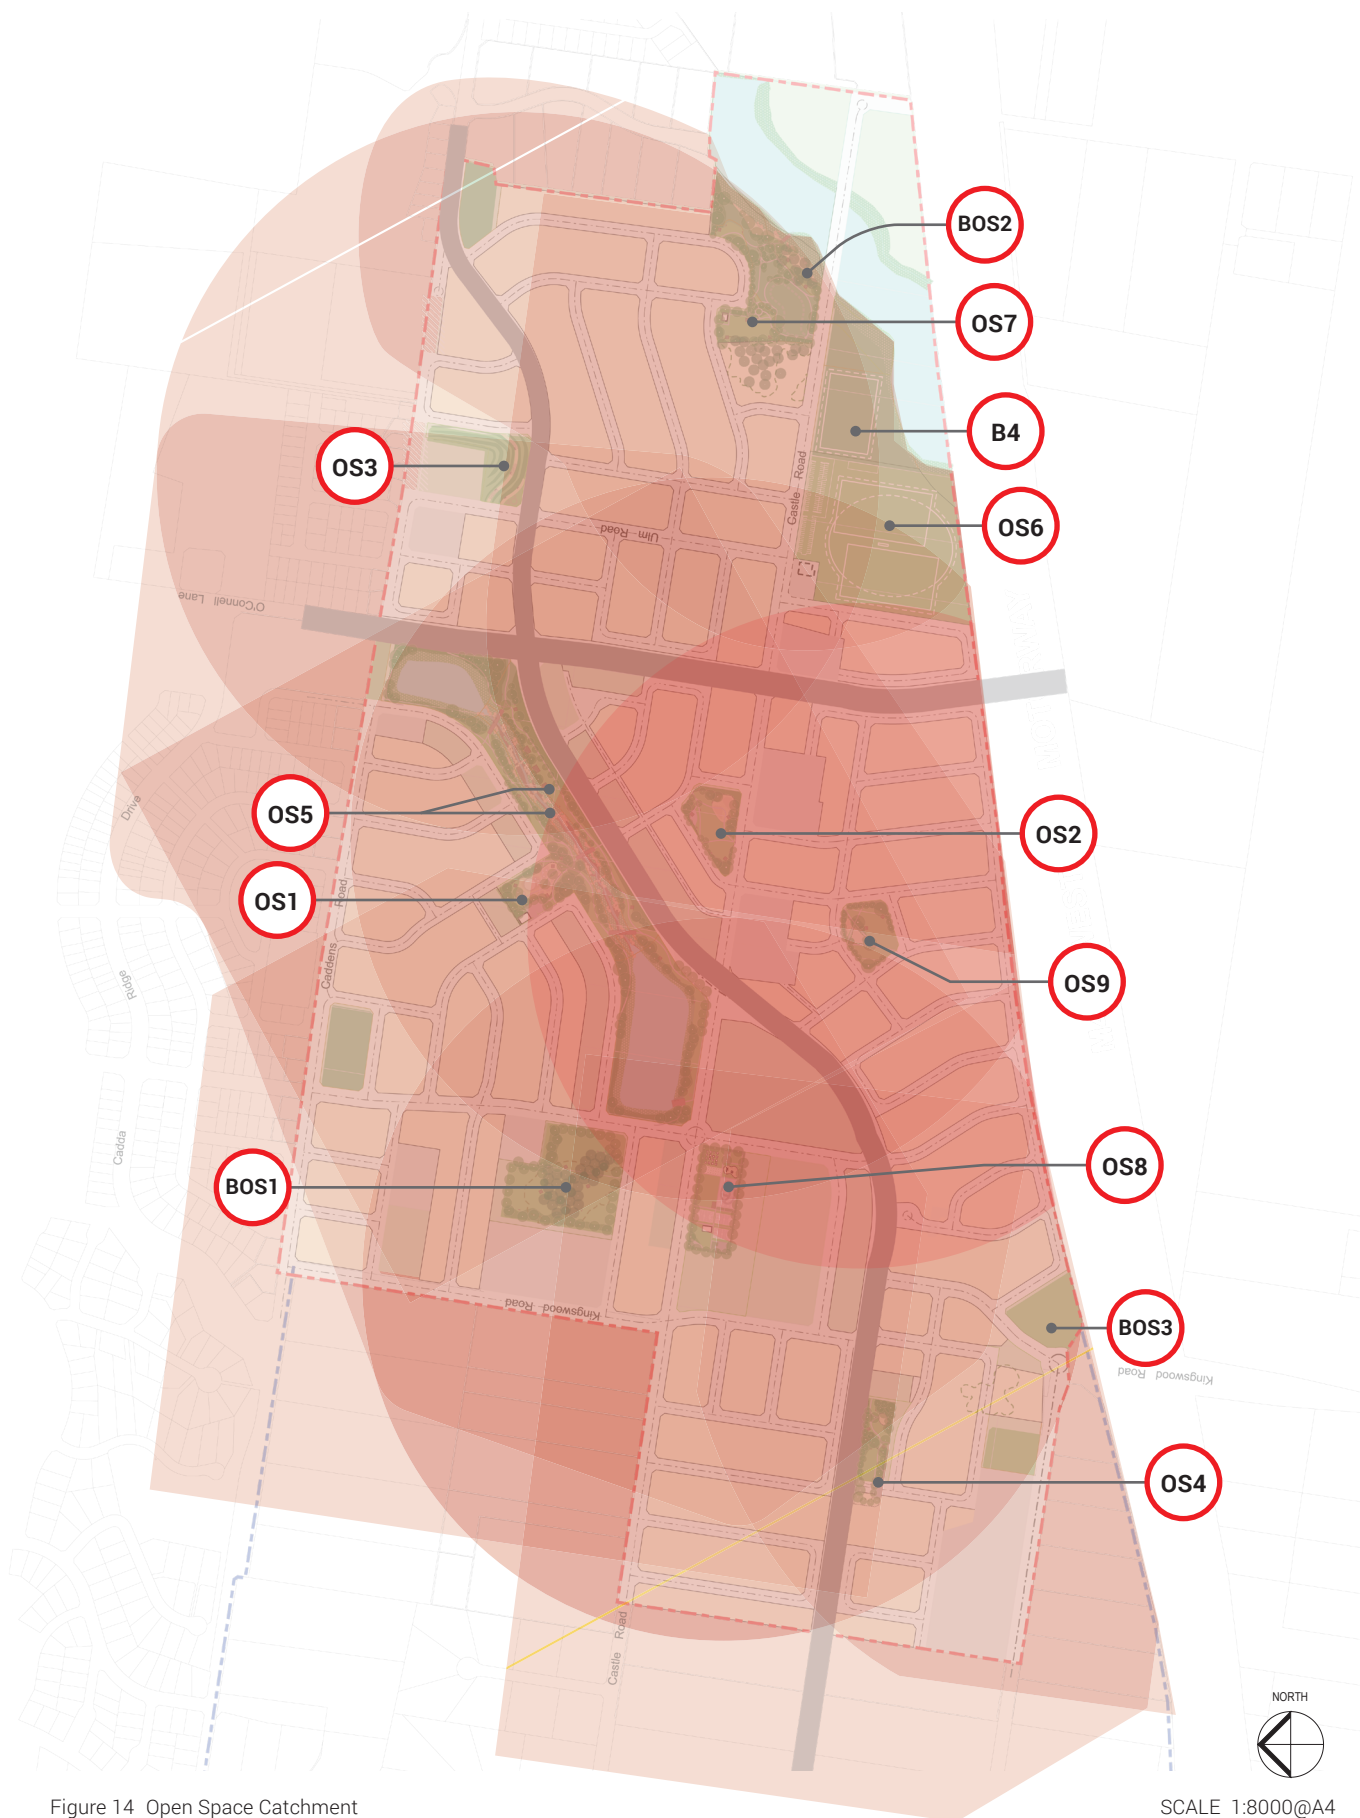 BOS2
OS7
B4
OS3
OS6
Castle Road
Ulm Road
O'Connell Lane
OS5
OS2
Drive
OS1
Caddens Road
OS9
Ridge
Cadda
OS8
BOS1
Kingswood Road
BOS3
Kingswood Road
OS4
Castle Road
NORTH
Figure 14 Open Space Catchment
SCALE 1:8000@A4